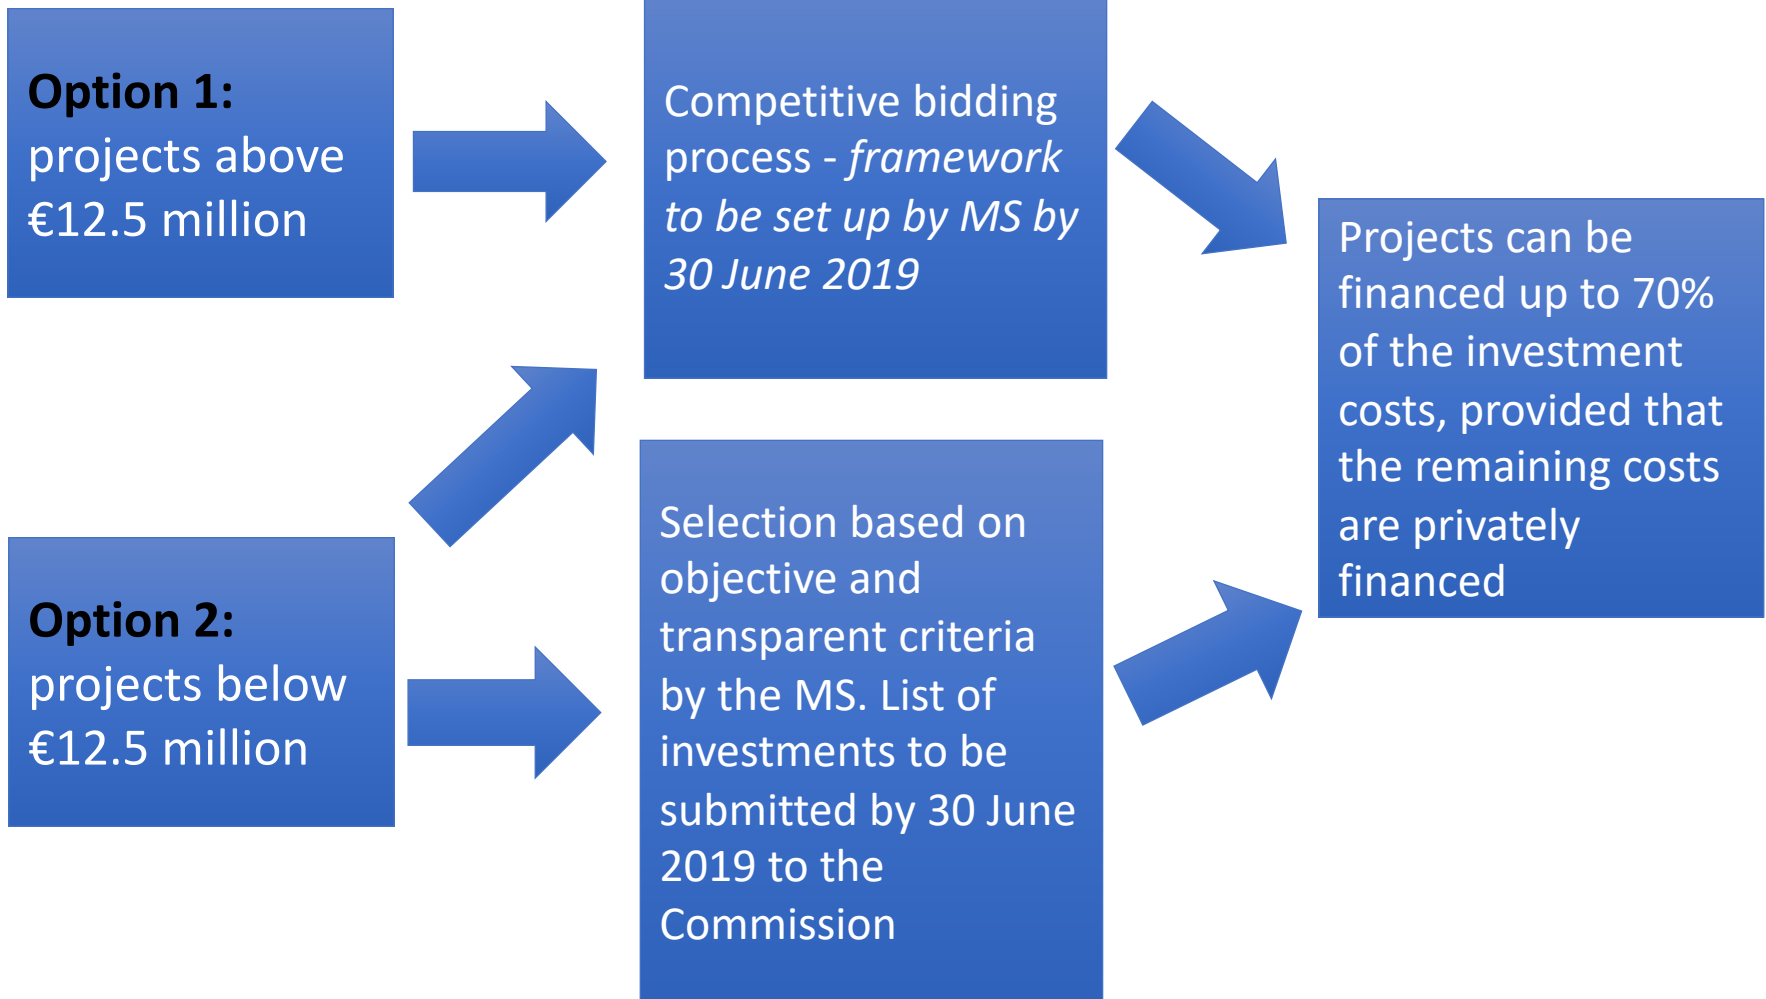 Option 1:
projects above
€12.5 million
Competitive bidding
process - framework
to be set up by MS by
30 June 2019
Projects can be
financed up to 70%
of the investment
costs, provided that
the remaining costs
are privately
financed
Option 2:
projects below
€12.5 million
Selection based on
objective and
transparent criteria
by the MS. List of
investments to be
submitted by 30 June
2019 to the
Commission